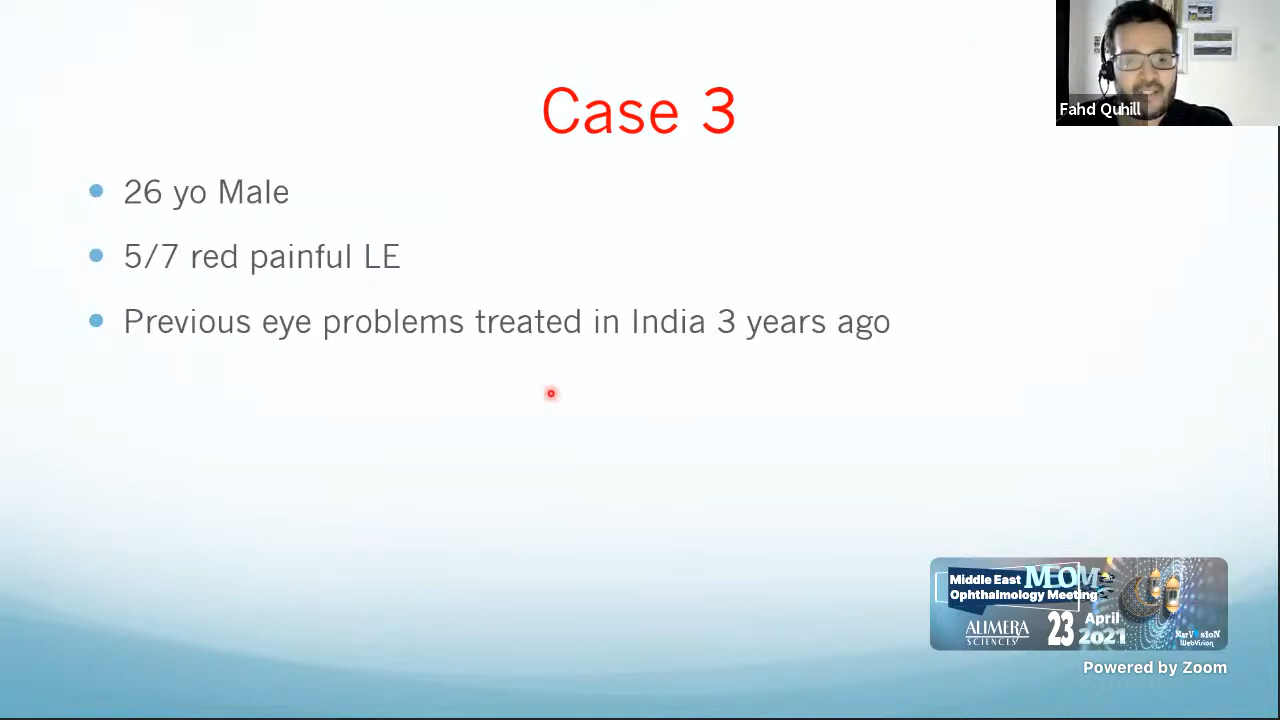 Case 3
Fahd Quhill
26 yo Male
5/7 red painful LE
Previous eye problems treated in India 3 years ago
Middle East MEOM
Ophthalmology Meeting
ALIMERA
SCIENCES
23 April
2021
WebVision
Powered by Zoom